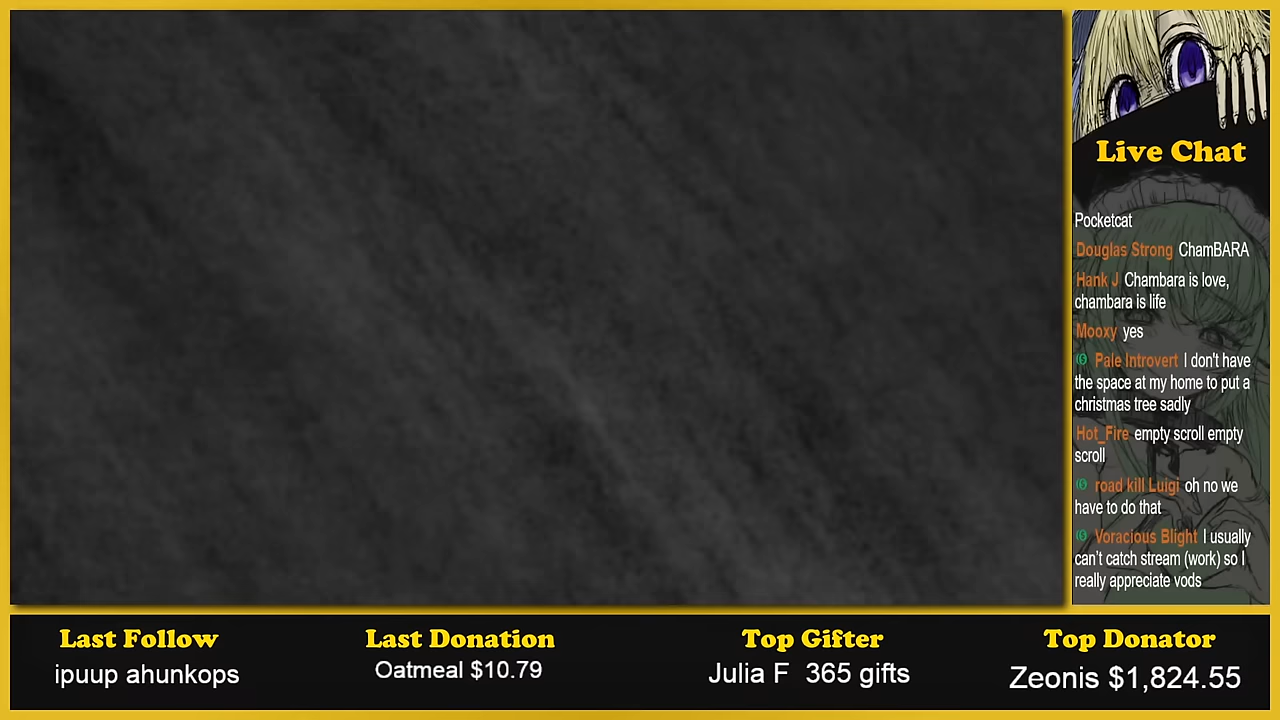 Live Chat
Pocketcat
Douglas Strong ChamBARA
Hank J Chambara is love,
chambara is life
Mooxy yes
Pale Introvert I don't have
the space at my home to put a
christmas tree sadly
Hot_Fire empty scroll empty
scroll
road kill Luigi oh no we
have to do that
Voracious Blight I usually
can't catch stream (work) so I
really appreciate vods
Last Follow
ipuup ahunkops
Last Donation
Oatmeal $10.79
Top Gifter
Julia F 365 gifts
Top Donator
Zeonis $1,824.55